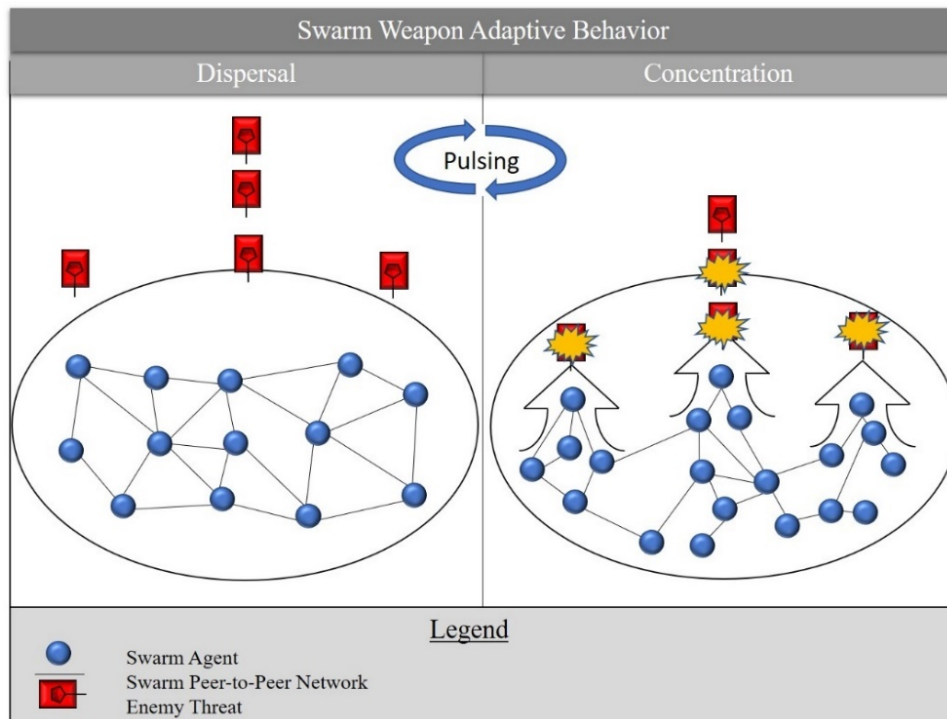 Swarm Weapon Adaptive Behavior
Dispersal
Concentration
Pulsing
Legend
Swarm Agent
Swarm Peer-to-Peer Network
Enemy Threat